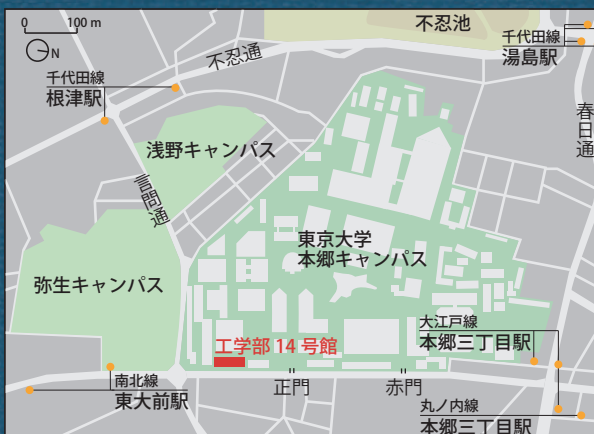 0 100 m
N
不忍池
千代田線
湯島駅
不忍通
千代田線
根津駅
春日通
浅野キャンパス
言問通
東京大学
本郷キャンパス
弥生キャンパス
大江戸線
本郷三丁目駅
工学部 14 号館
南北線
東大前駅
正門
赤門
丸ノ内線
本郷三丁目駅